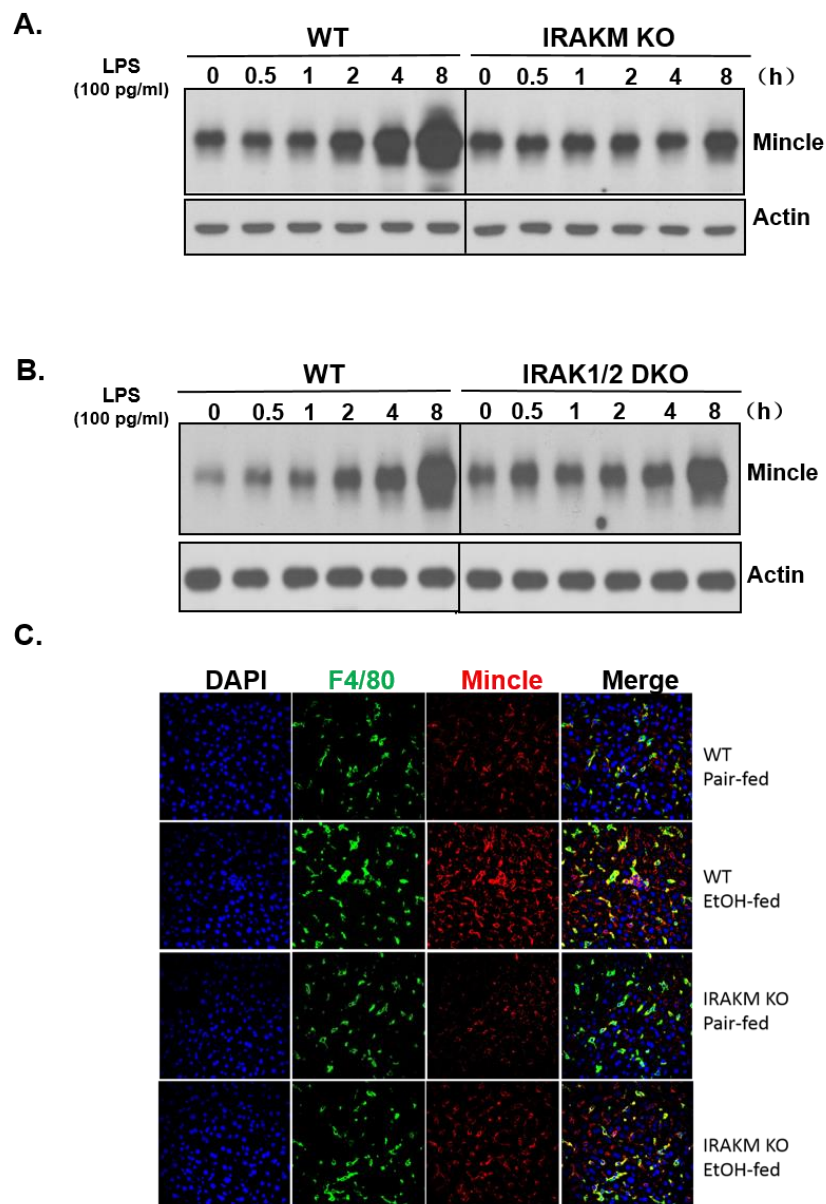 A.
WT IRAKM KO
LPS
(100 pg/ml)
0 0.5 1 2 4 8 0 0.5 1 2 4 8 (h)
Mincle
Actin
B.
WT IRAK1/2 DKO
LPS
(100 pg/ml)
0 0.5 1 2 4 8 0 0.5 1 2 4 8 (h)
Mincle
Actin
C.
DAPI F4/80 Mincle Merge
WT
Pair-fed
WT
EtOH-fed
IRAKM KO
Pair-fed
IRAKM KO
EtOH-fed